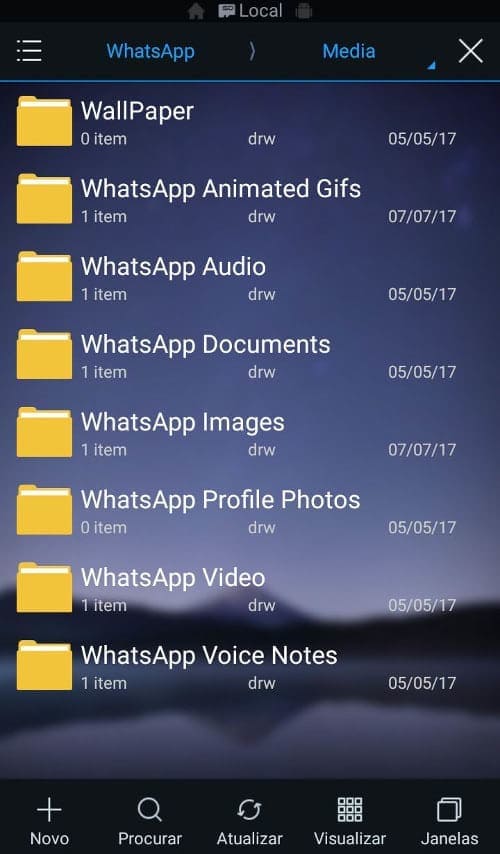 Local
WhatsApp 〉 Media
WallPaper
0 item drw 05/05/17
WhatsApp Animated Gifs
1 item drw 07/07/17
WhatsApp Audio
1 item drw 05/05/17
WhatsApp Documents
1 item drw 05/05/17
WhatsApp Images
1 item drw 07/07/17
WhatsApp Profile Photos
0 item drw 05/05/17
WhatsApp Video
1 item drw 05/05/17
WhatsApp Voice Notes
1 item drw 05/05/17
Novo Procurar Atualizar Visualizar Janelas